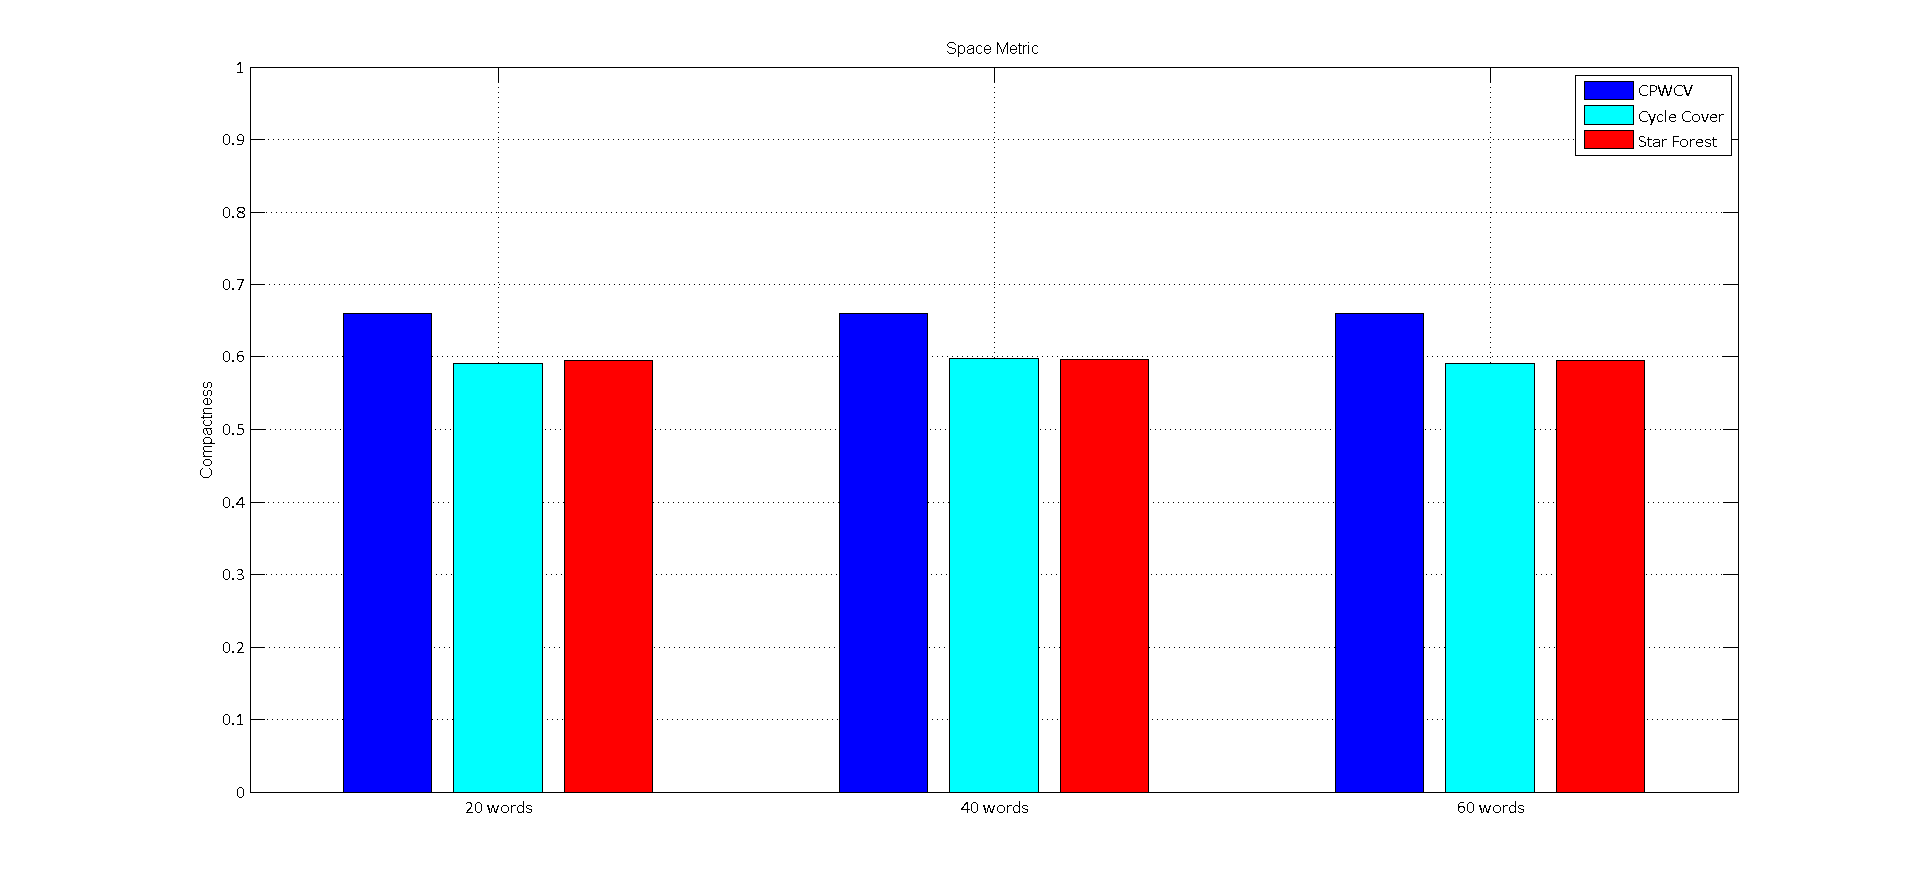 Space Metric
1
0.9
0.8
0.7
0.6
0.5
0.4
0.3
0.2
0.1
0
Compactness
20 words
40 words
60 words
CPWCV
Cycle Cover
Star Forest